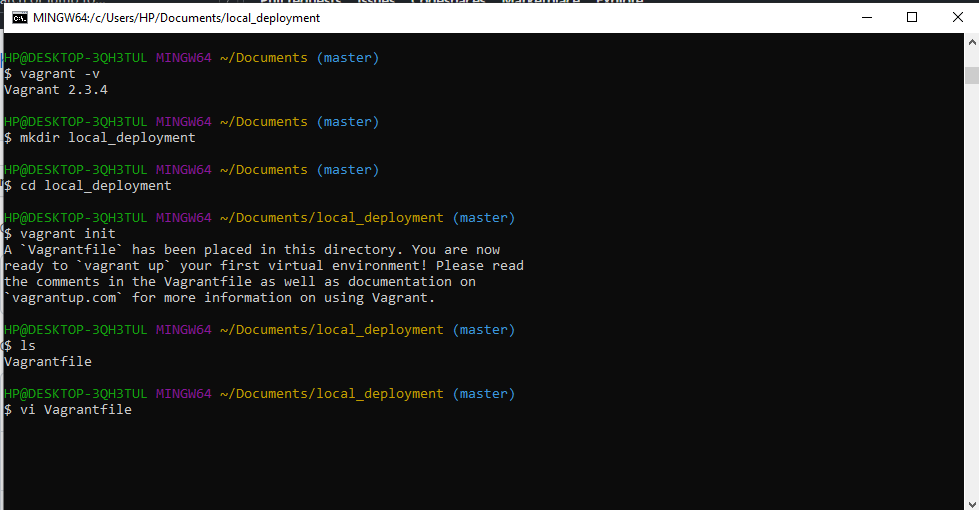 MINGW64:/c/Users/HP/Documents/local_deployment
HP@DESKTOP-3QH3TUL MINGW64 ~/Documents (master)
$ vagrant -v
Vagrant 2.3.4
HP@DESKTOP-3QH3TUL MINGW64 ~/Documents (master)
$ mkdir local_deployment
HP@DESKTOP-3QH3TUL MINGW64 ~/Documents (master)
$ cd local_deployment
HP@DESKTOP-3QH3TUL MINGW64 ~/Documents/local_deployment (master)
$ vagrant init
A `Vagrantfile` has been placed in this directory. You are now
ready to `vagrant up` your first virtual environment! Please read
the comments in the Vagrantfile as well as documentation on
`vagrantup.com` for more information on using Vagrant.
HP@DESKTOP-3QH3TUL MINGW64 ~/Documents/local_deployment (master)
$ ls
Vagrantfile
HP@DESKTOP-3QH3TUL MINGW64 ~/Documents/local_deployment (master)
$ vi Vagrantfile